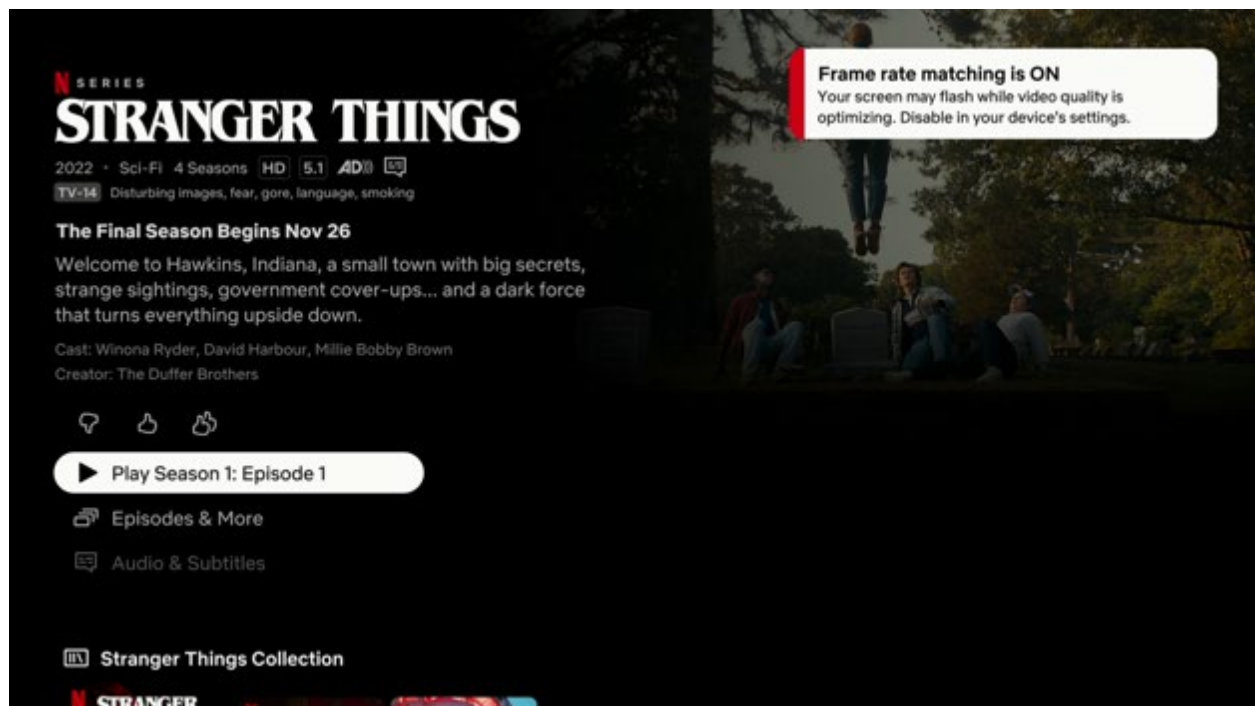 N SERIES
STRANGER THINGS
2022 • Sci-Fi 4 Seasons HD 5.1 AD
TV-14 Disturbing images, fear, gore, language, smoking
The Final Season Begins Nov 26
Welcome to Hawkins, Indiana, a small town with big secrets,
strange sightings, government cover-ups... and a dark force
that turns everything upside down.
Cast: Winona Ryder, David Harbour, Millie Bobby Brown
Creator: The Duffer Brothers
Play Season 1: Episode 1
Episodes & More
Audio & Subtitles
Frame rate matching is ON
Your screen may flash while video quality is
optimizing. Disable in your device's settings.
Stranger Things Collection
N STRANGER